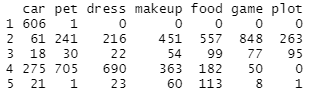 car pet dress makeup food game plot
1 606 1 0 0 0 0 0
2 61 241 216 451 557 848 263
3 18 30 22 54 99 77 95
4 275 705 690 363 182 50 0
5 21 1 23 60 113 8 1